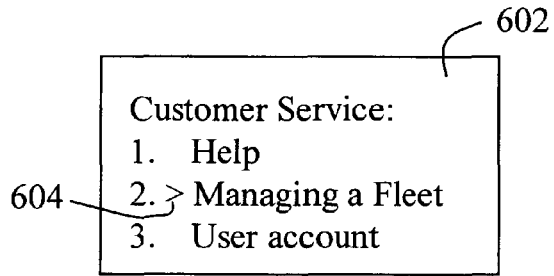 602
Customer Service:
1. Help
604 2. > Managing a Fleet
3. User account